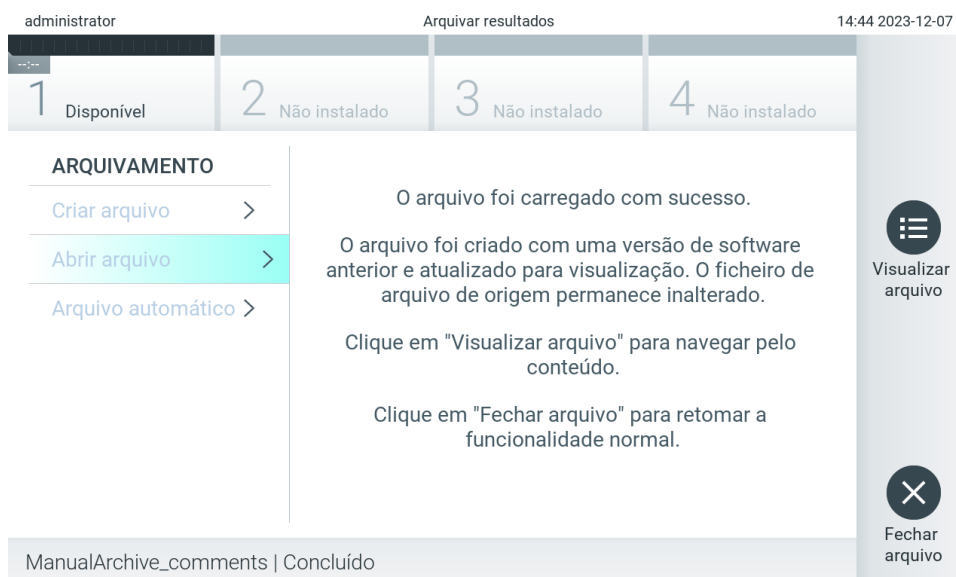 administrator
Arquivar resultados
14:44 2023-12-07
--:--
1 Disponível
2 Não instalado
3 Não instalado
4 Não instalado
ARQUIVAMENTO
Criar arquivo
Abrir arquivo
Arquivo automático
O arquivo foi carregado com sucesso.
O arquivo foi criado com uma versão de software
anterior e atualizado para visualização. O ficheiro de
arquivo de origem permanece inalterado.
Clique em "Visualizar arquivo" para navegar pelo
conteúdo.
Clique em "Fechar arquivo" para retomar a
funcionalidade normal.
Visualizar
arquivo
Fechar
arquivo
ManualArchive_comments | Concluído